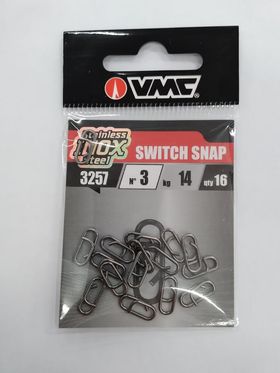 VMC
Stainless
INOX
Steel
SWITCH SNAP
3257 N° 3 kg 14 qty 16